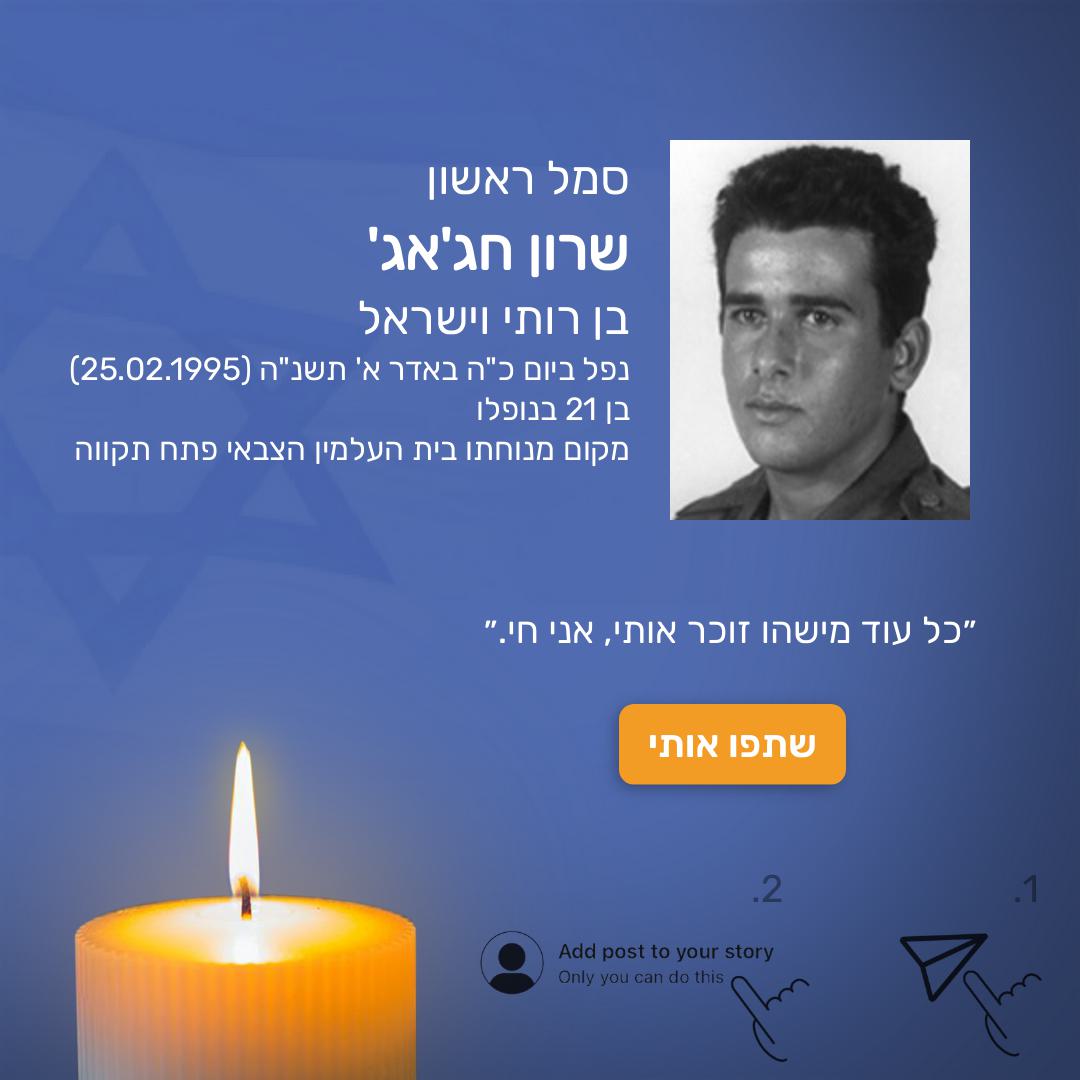 סמל ראשון
שרון חג'אג'
בן רותי וישראל
נפל ביום כ"ה באדר א' תשנ"ה (25.02.1995)
בן 21 בנופלו
מקום מנוחתו בית העלמין הצבאי פתח תקווה
״כל עוד מישהו זוכר אותי, אני חי.״
שתפו אותי
1.
2.
Add post to your story
Only you can do this